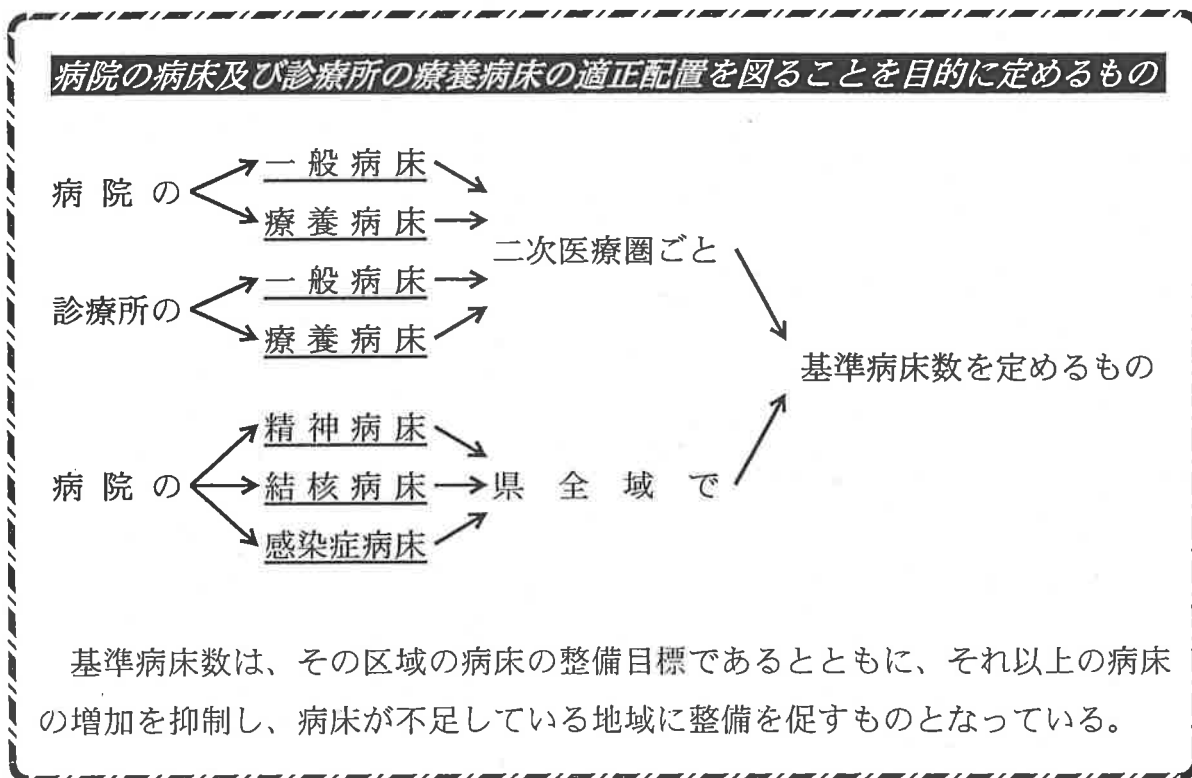 病院の病床及び診療所の療養病床の適正配置を図ることを目的に定めるもの
病院の
一般病床
療養病床
診療所の
一般病床
療養病床
二次医療圏ごと
病院の
精神病床
結核病床
感染症病床
県全域で
基準病床数を定めるもの
基準病床数は、その区域の病床の整備目標であるとともに、それ以上の病床
の増加を抑制し、病床が不足している地域に整備を促すものとなっている。